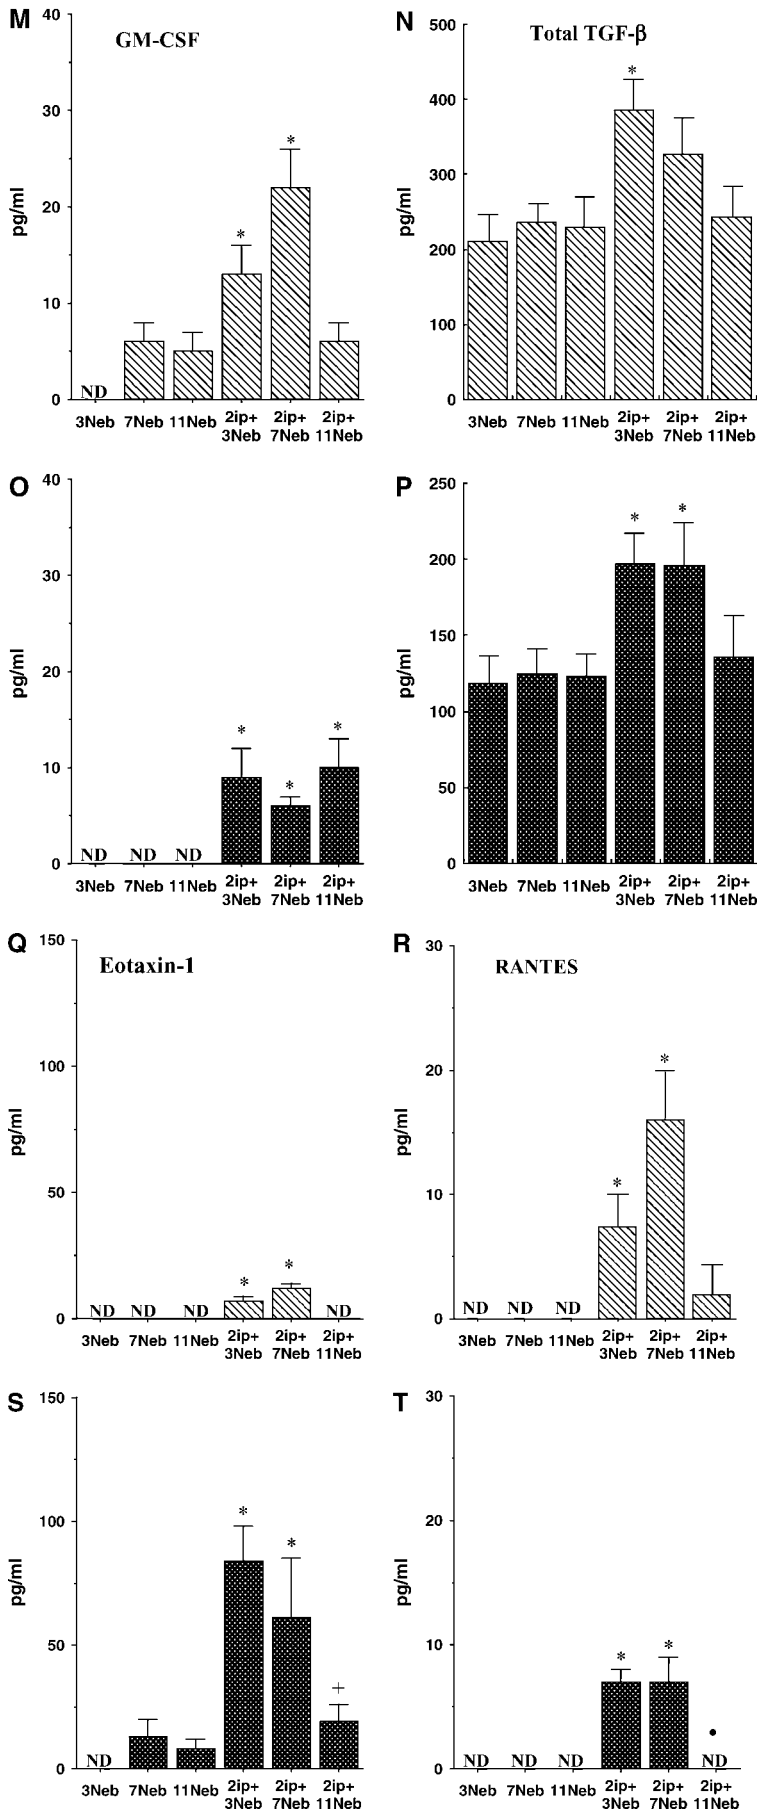 M
GM-CSF
pg/ml
40
30
20
10
0
* *
ND
3Neb 7Neb 11Neb 2ip+ 2ip+ 2ip+
3Neb 7Neb 11Neb
N
Total TGF-β
pg/ml
500
400
300
200
100
0
*
3Neb 7Neb 11Neb 2ip+ 2ip+ 2ip+
3Neb 7Neb 11Neb
O
pg/ml
40
30
20
10
0
* * *
ND ND ND
3Neb 7Neb 11Neb 2ip+ 2ip+ 2ip+
3Neb 7Neb 11Neb
P
pg/ml
250
200
150
100
50
0
* *
3Neb 7Neb 11Neb 2ip+ 2ip+ 2ip+
3Neb 7Neb 11Neb
Q
Eotaxin-1
pg/ml
150
100
50
0
* *
ND ND ND ND
3Neb 7Neb 11Neb 2ip+ 2ip+ 2ip+
3Neb 7Neb 11Neb
R
RANTES
pg/ml
30
20
10
0
* *
ND ND ND
3Neb 7Neb 11Neb 2ip+ 2ip+ 2ip+
3Neb 7Neb 11Neb
S
pg/ml
150
100
50
0
* * +
ND
3Neb 7Neb 11Neb 2ip+ 2ip+ 2ip+
3Neb 7Neb 11Neb
T
pg/ml
30
20
10
0
* * •
ND ND ND ND
3Neb 7Neb 11Neb 2ip+ 2ip+ 2ip+
3Neb 7Neb 11Neb